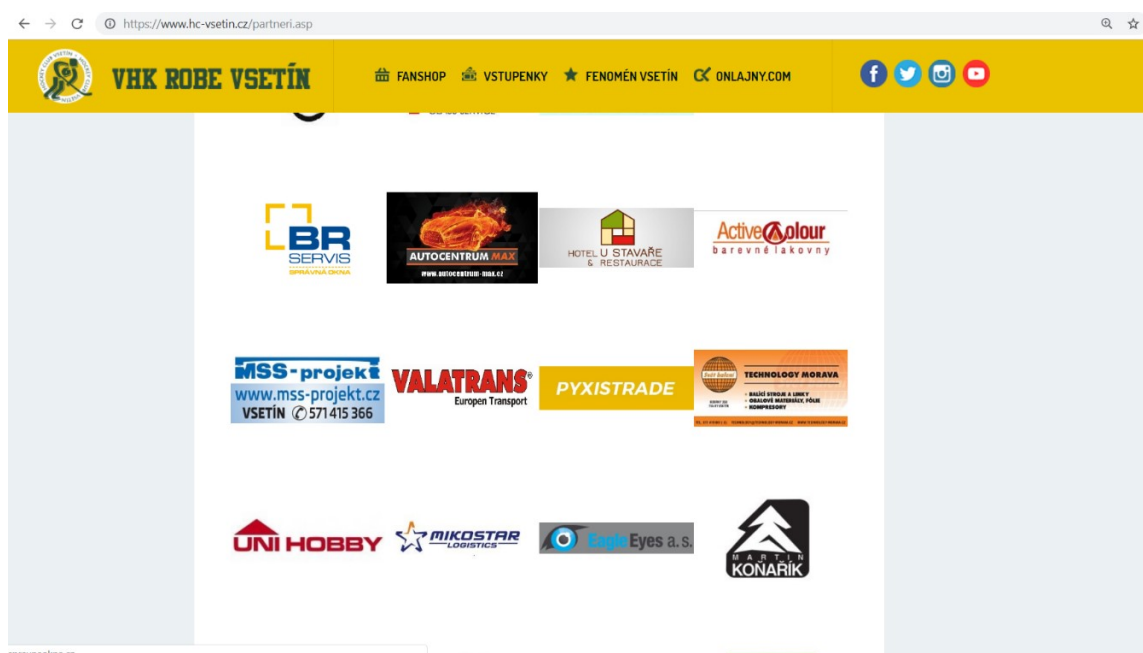 https://www.hc-vsetin.cz/partneri.asp
VHK ROBE VSETÍN
FANSHOP
VSTUPENKY
FENOMÉN VSETÍN
ONLAJNY.COM
BR
SERVIS
SPRÁVNÁ OKNA
AUTOCENTRUM MAX
www.autocentrum-max.cz
HOTEL U STAVAŘE
& RESTAURACE
ActiveColour
barevné lakovny
MSS-projekt
www.mss-projekt.cz
VSETÍN 571 415 366
VALATRANS®
Europen Transport
PYXISTRADE
TECHNOLOGY MORAVA
• BALÍCÍ STROJE A LINKY
• OBALOVÉ MATERIÁLY, FÓLIE
• KOMPRESORY
UNI HOBBY
MIKOSTAR
LOGISTICS
EagleEyes a.s.
MARTIN
KOŇAŘÍK